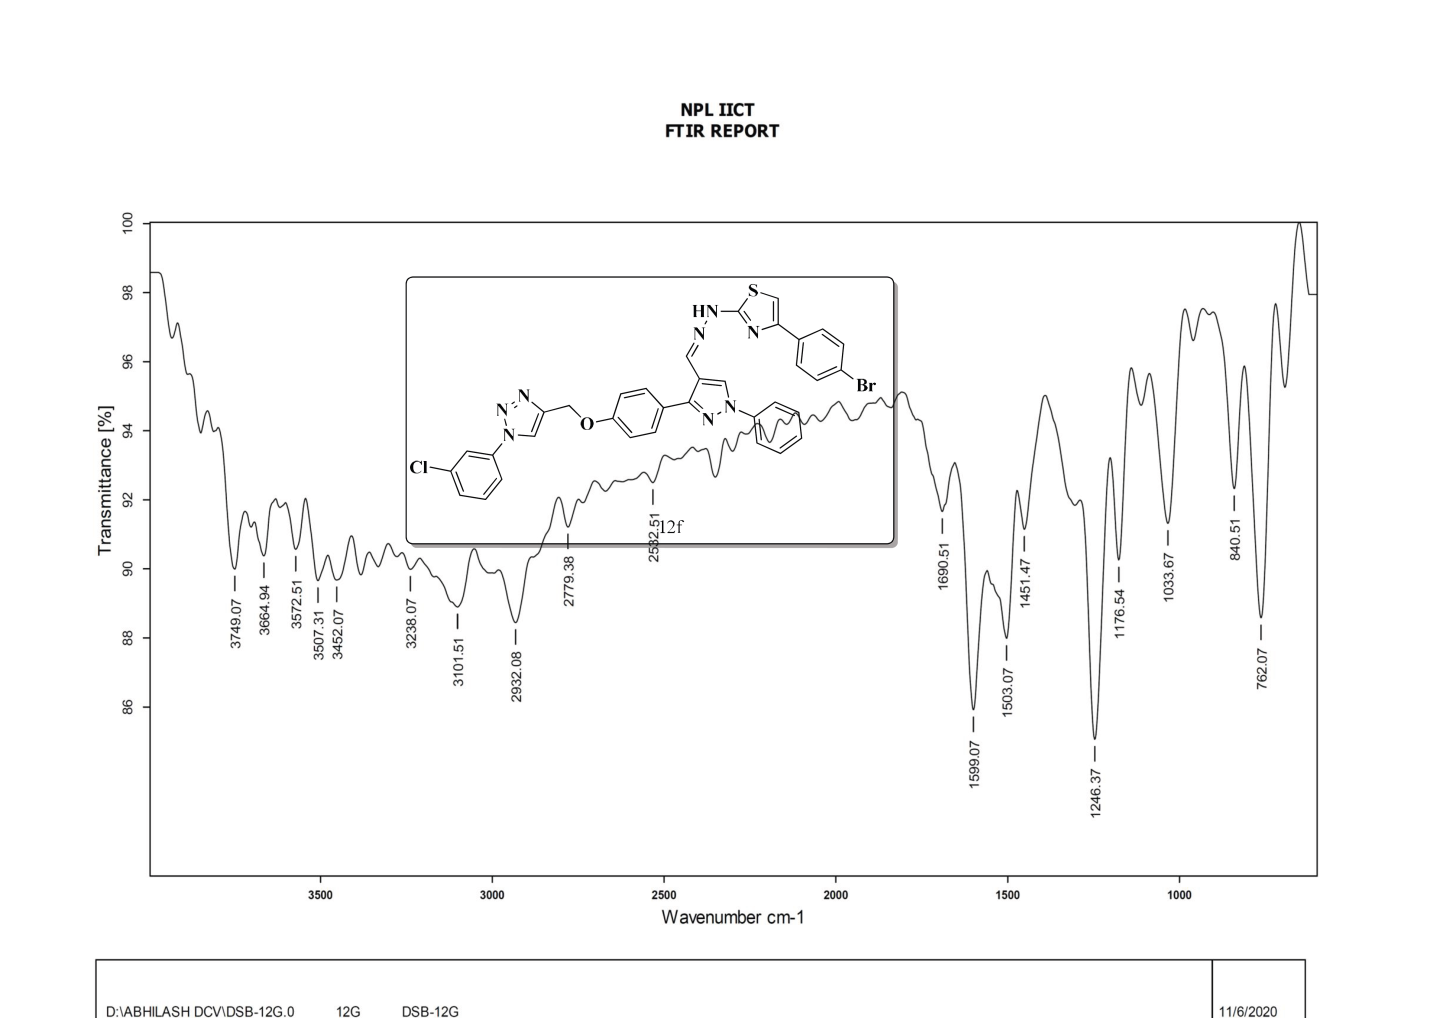 NPL IICT
FTIR REPORT
Transmittance [%]
100
98
96
94
92
90
88
86
3749.07
3664.94
3572.51
3507.31
3452.07
3238.07
3101.51
2932.08
2779.38
2532.51
1690.51
1599.07
1503.07
1451.47
1246.37
1176.54
1033.67
840.51
762.07
S
H N
N
N
Br
N
N
N
N
N
O
Cl
12f
3500
3000
2500
2000
1500
1000
Wavenumber cm-1
D:\ABHILASH DCV\DSB-12G.0 12G DSB-12G 11/6/2020